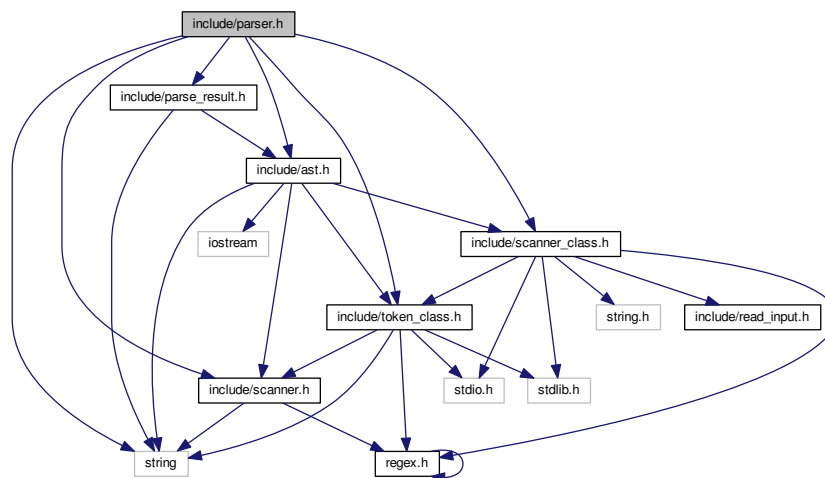 include/parser.h
include/parse_result.h
include/ast.h
iostream
include/scanner_class.h
include/token_class.h
string.h
include/read_input.h
include/scanner.h
stdio.h
stdlib.h
string
regex.h